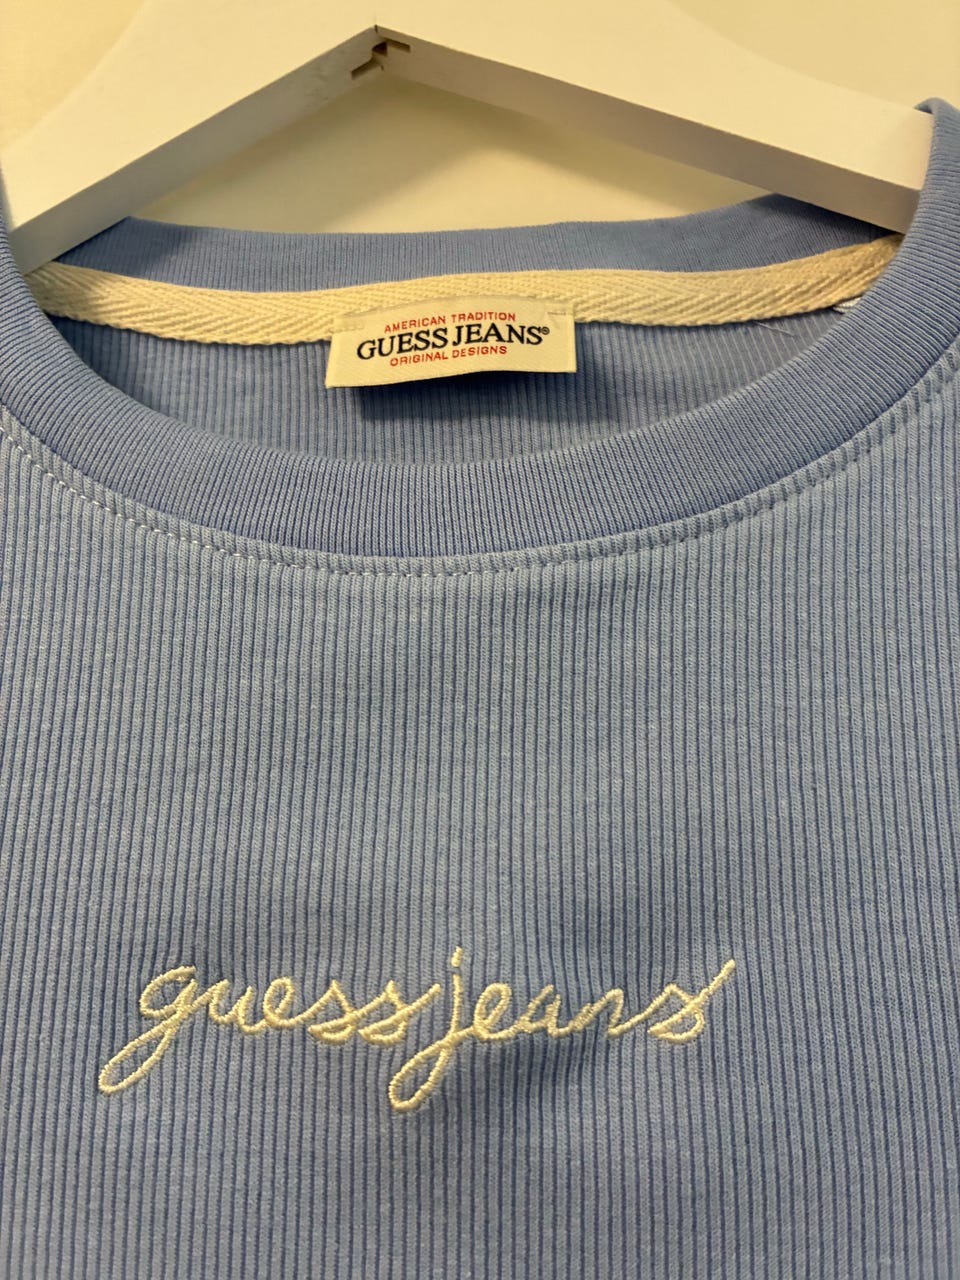 AMERICAN TRADITION
GUESS JEANS®
ORIGINAL DESIGNS
guess jeans